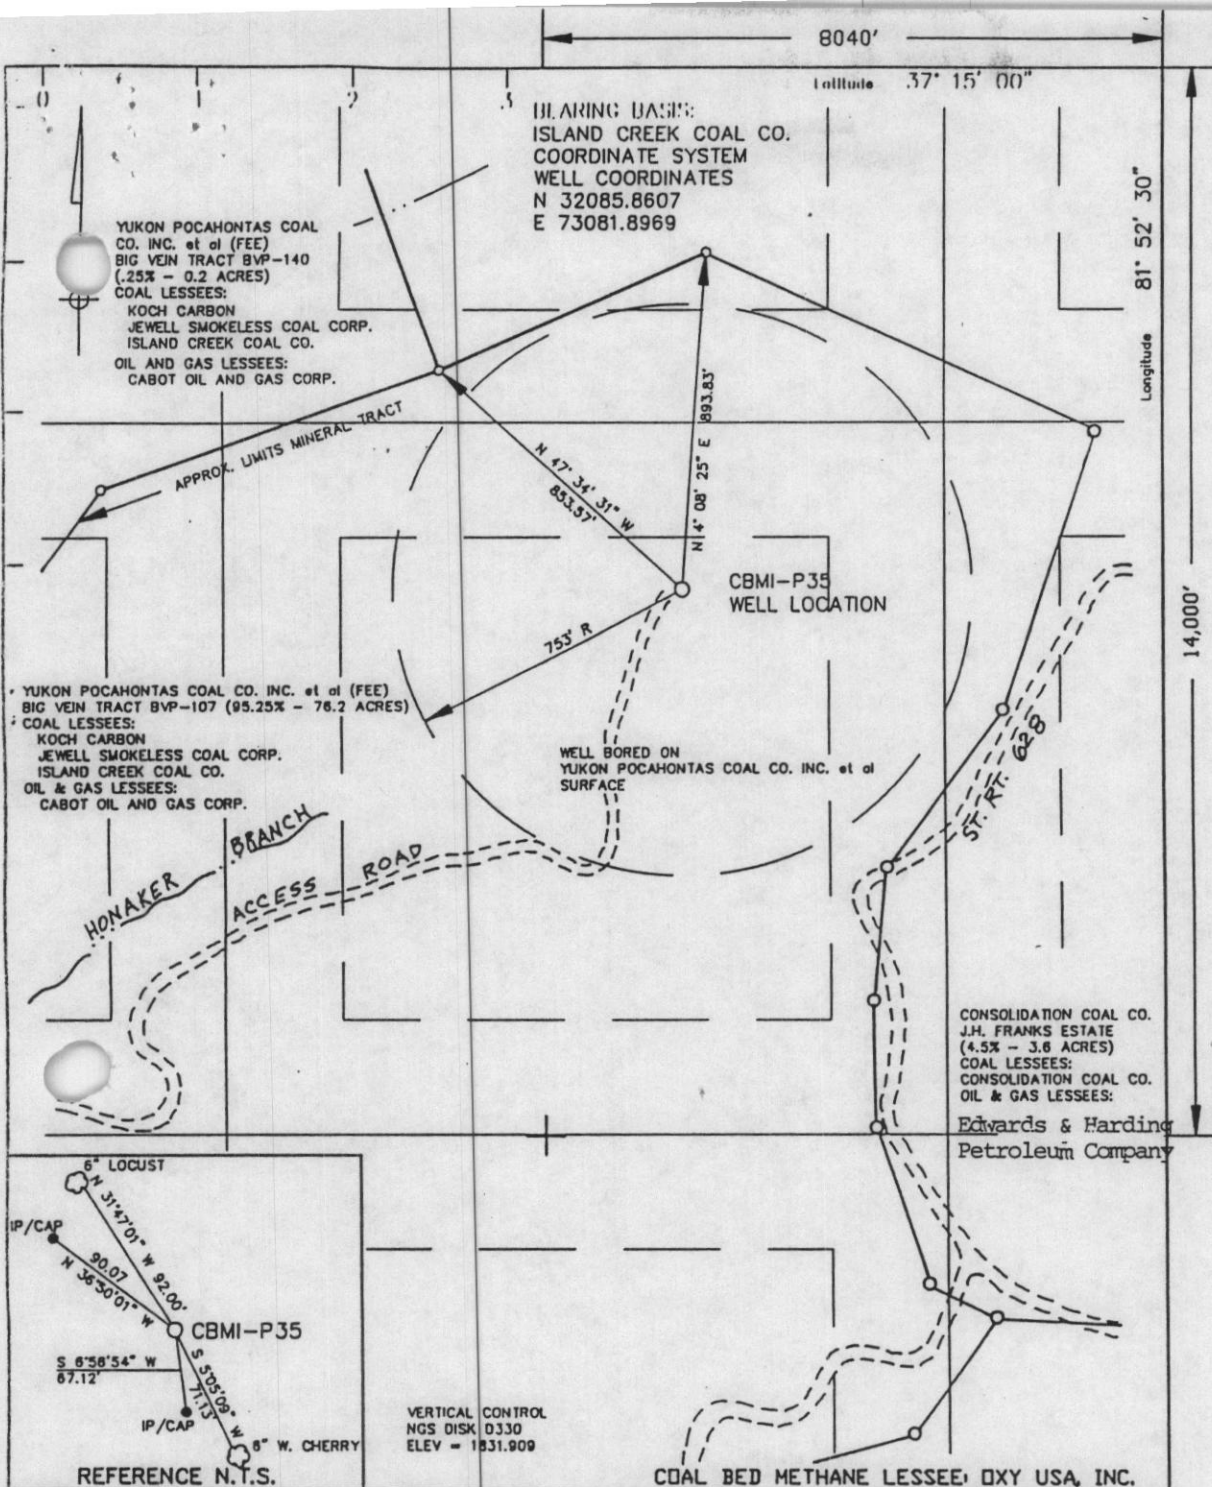 8040'
0 1 2 3
Latitude 37° 15' 00"
BEARING BASIS:
ISLAND CREEK COAL CO.
COORDINATE SYSTEM
WELL COORDINATES
N 32085.8607
E 73081.8969
Longitude 81° 52' 30"
14,000'
YUKON POCAHONTAS COAL
CO. INC. et al (FEE)
BIG VEIN TRACT BVP-140
(.25% - 0.2 ACRES)
COAL LESSEES:
KOCH CARBON
JEWELL SMOKELESS COAL CORP.
ISLAND CREEK COAL CO.
OIL AND GAS LESSEES:
CABOT OIL AND GAS CORP.
APPROX. LIMITS MINERAL TRACT
N 47° 34' 31" W
853.57'
N 4° 08' 25" E 893.83'
CBMI-P35
WELL LOCATION
753' R
YUKON POCAHONTAS COAL CO. INC. et al (FEE)
BIG VEIN TRACT BVP-107 (95.25% - 76.2 ACRES)
COAL LESSEES:
KOCH CARBON
JEWELL SMOKELESS COAL CORP.
ISLAND CREEK COAL CO.
OIL & GAS LESSEES:
CABOT OIL AND GAS CORP.
WELL BORED ON
YUKON POCAHONTAS COAL CO. INC. et al
SURFACE
ST. RT. 628
HONAKER BRANCH
ACCESS ROAD
CONSOLIDATION COAL CO.
J.H. FRANKS ESTATE
(4.5% - 3.6 ACRES)
COAL LESSEES:
CONSOLIDATION COAL CO.
OIL & GAS LESSEES:
Edwards & Harding
Petroleum Company
6" LOCUST
N 31°47'01" W 92.00'
IP/CAP
90.07
N 36°50'01" W
CBMI-P35
S 6°58'54" W
67.12'
S 5°05'09" W
71.13'
IP/CAP
8" W. CHERRY
REFERENCE N.T.S.
VERTICAL CONTROL
NGS DISK D330
ELEV = 1831.909
COAL BED METHANE LESSEE: OXY USA, INC.